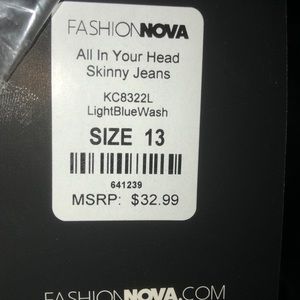 FASHIONNOVA
All In Your Head
Skinny Jeans
KC8322L
LightBlueWash
SIZE 13
641239
MSRP: $32.99
FASHIONNOVA.COM